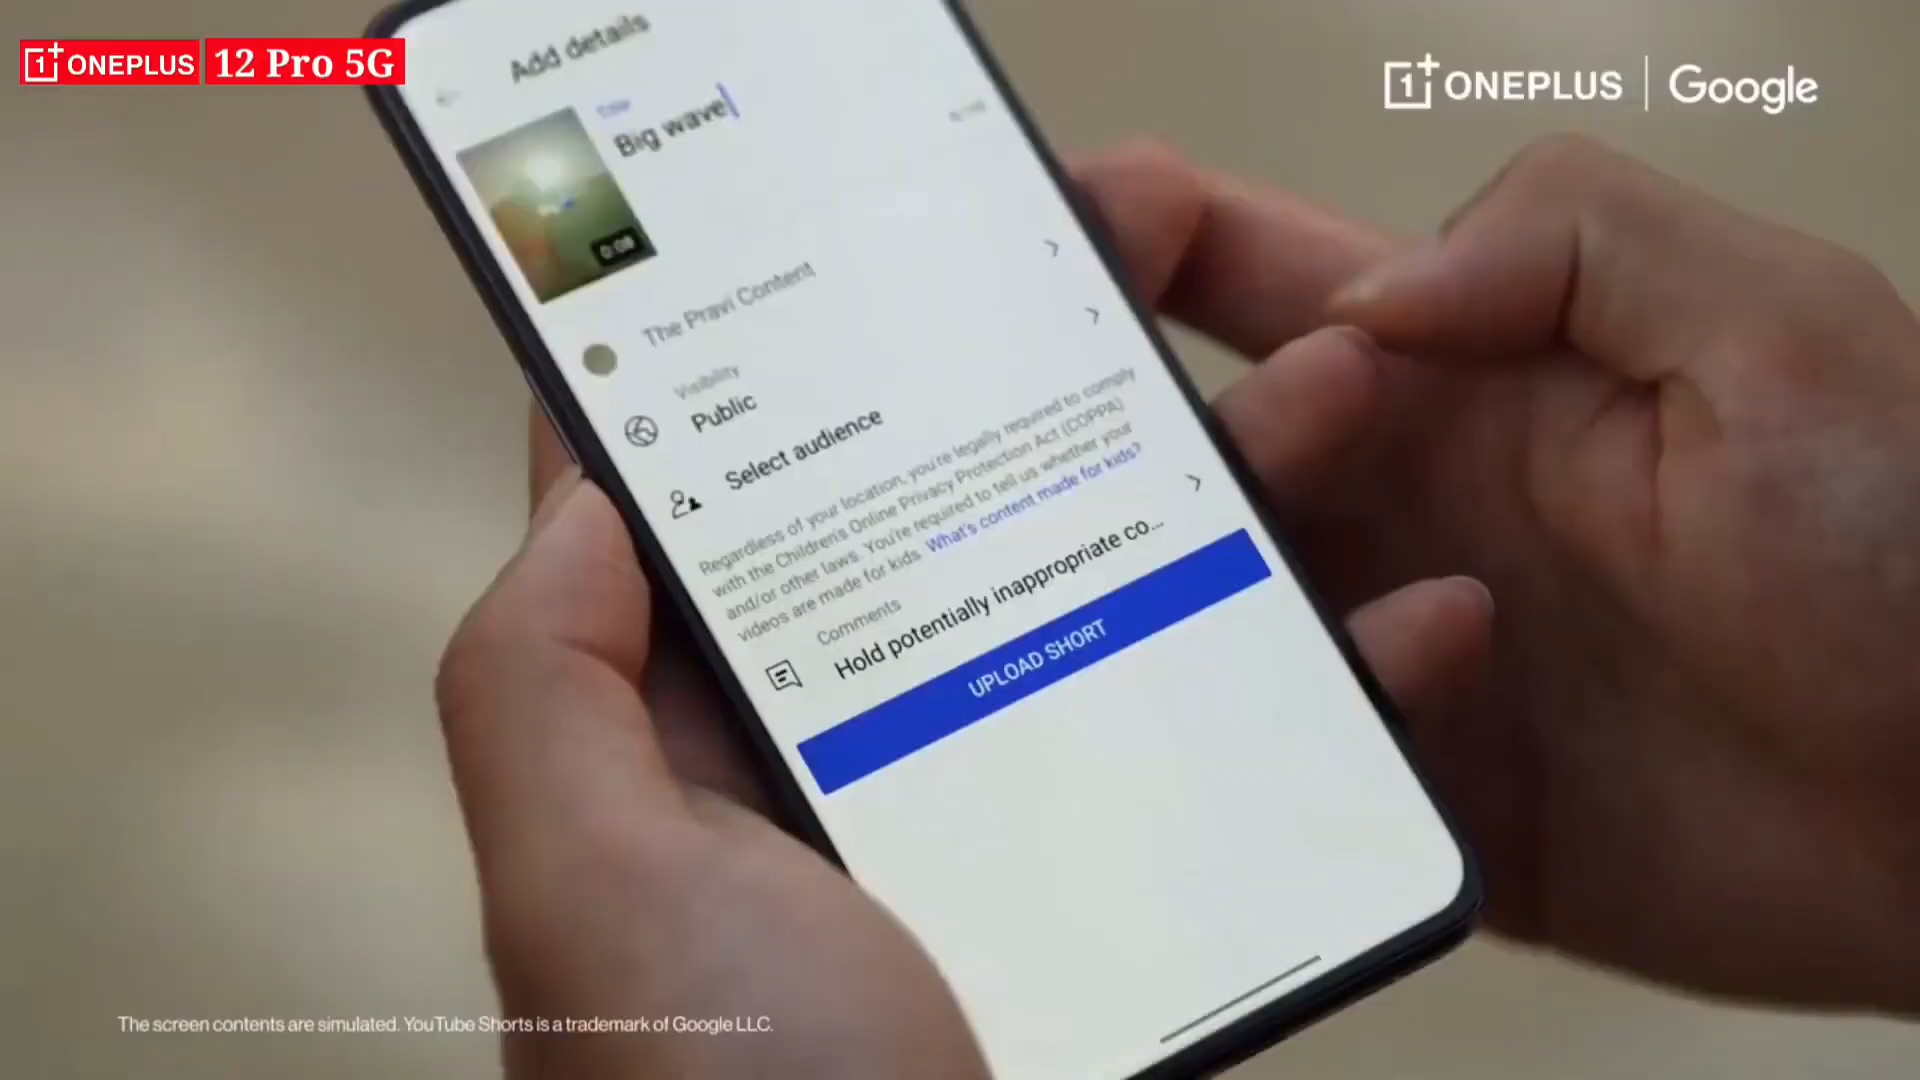 ONEPLUS 12 Pro 5G
ONEPLUS | Google
Add details
Title
Big wave
0:08
The Pravi Content
Visibility
Public
Select audience
Regardless of your location, you're legally required to comply
with the Children's Online Privacy Protection Act (COPPA)
and/or other laws. You're required to tell us whether your
videos are made for kids. What's content made for kids?
Comments
Hold potentially inappropriate co...
UPLOAD SHORT
The screen contents are simulated. YouTube Shorts is a trademark of Google LLC.